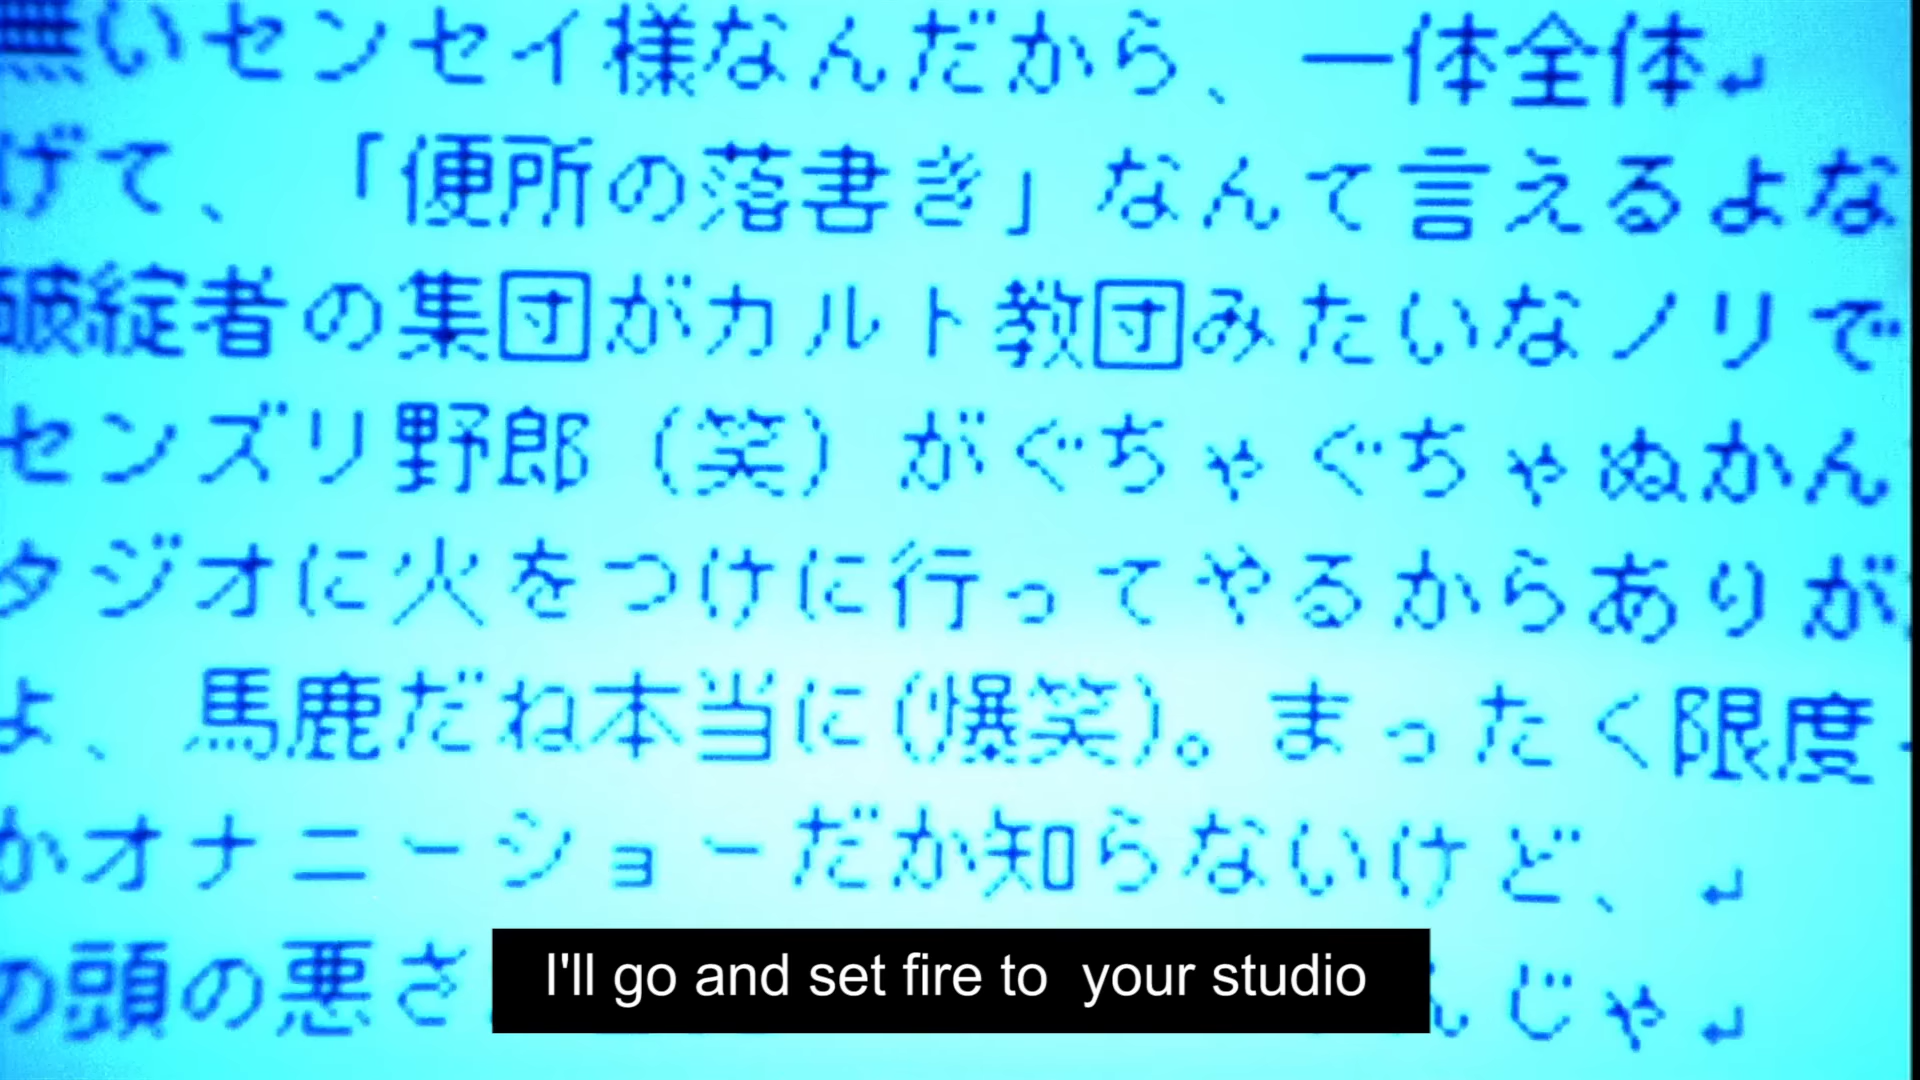 無いセンセイ様なんだから、一体全体↵
げて、「便所の落書き」なんて言えるよな
破綻者の集団がカルト教団みたいなノリで
センズリ野郎（笑）がぐちゃぐちゃぬかん
タジオに火をつけに行ってやるからありが
よ、馬鹿だね本当に(爆笑)。まったく限度
かオナニーショーだか知らないけど、↵
の頭の悪さ
んじゃ↵
I'll go and set fire to  your studio